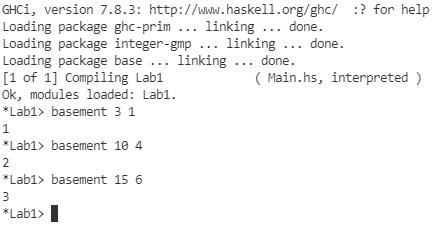 GHCi, version 7.8.3: http://www.haskell.org/ghc/  :? for help
Loading package ghc-prim ... linking ... done.
Loading package integer-gmp ... linking ... done.
Loading package base ... linking ... done.
[1 of 1] Compiling Lab1             ( Main.hs, interpreted )
Ok, modules loaded: Lab1.
*Lab1> basement 3 1
1
*Lab1> basement 10 4
2
*Lab1> basement 15 6
3
*Lab1>